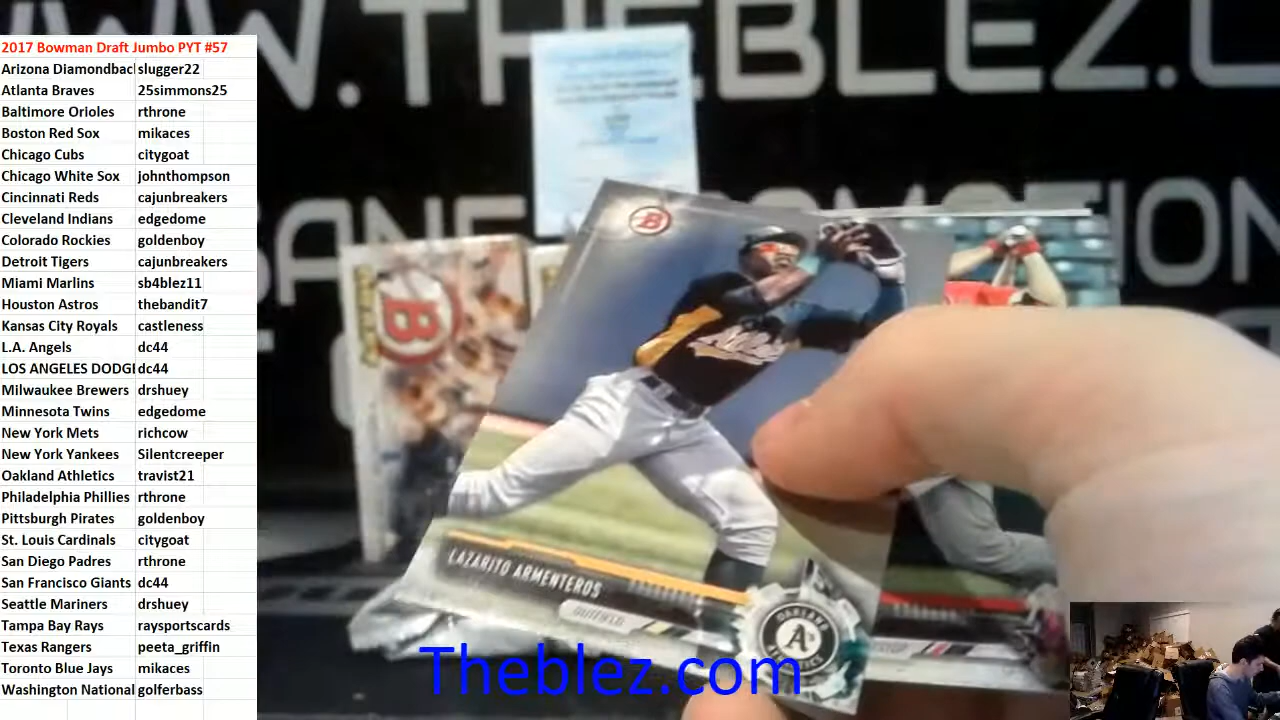 WWW.THEBLEZ.C
2017 Bowman Draft Jumbo PYT #57
Arizona Diamondbac slugger22
Atlanta Braves 25simmons25
Baltimore Orioles rthrone
Boston Red Sox mikaces
Chicago Cubs citygoat
Chicago White Sox johnthompson
Cincinnati Reds cajunbreakers
Cleveland Indians edgedome
Colorado Rockies goldenboy
Detroit Tigers cajunbreakers
Miami Marlins sb4blez11
Houston Astros thebandit7
Kansas City Royals castleness
L.A. Angels dc44
LOS ANGELES DODG dc44
Milwaukee Brewers drshuey
Minnesota Twins edgedome
New York Mets richcow
New York Yankees Silentcreeper
Oakland Athletics travist21
Philadelphia Phillies rthrone
Pittsburgh Pirates goldenboy
St. Louis Cardinals citygoat
San Diego Padres rthrone
San Francisco Giants dc44
Seattle Mariners drshuey
Tampa Bay Rays raysportscards
Texas Rangers peeta_griffin
Toronto Blue Jays mikaces
Washington National golferbass
B
B
LAZARITO ARMENTEROS
OUTFIELD
OAKLAND
A's
ATHLETICS
Theblez.com